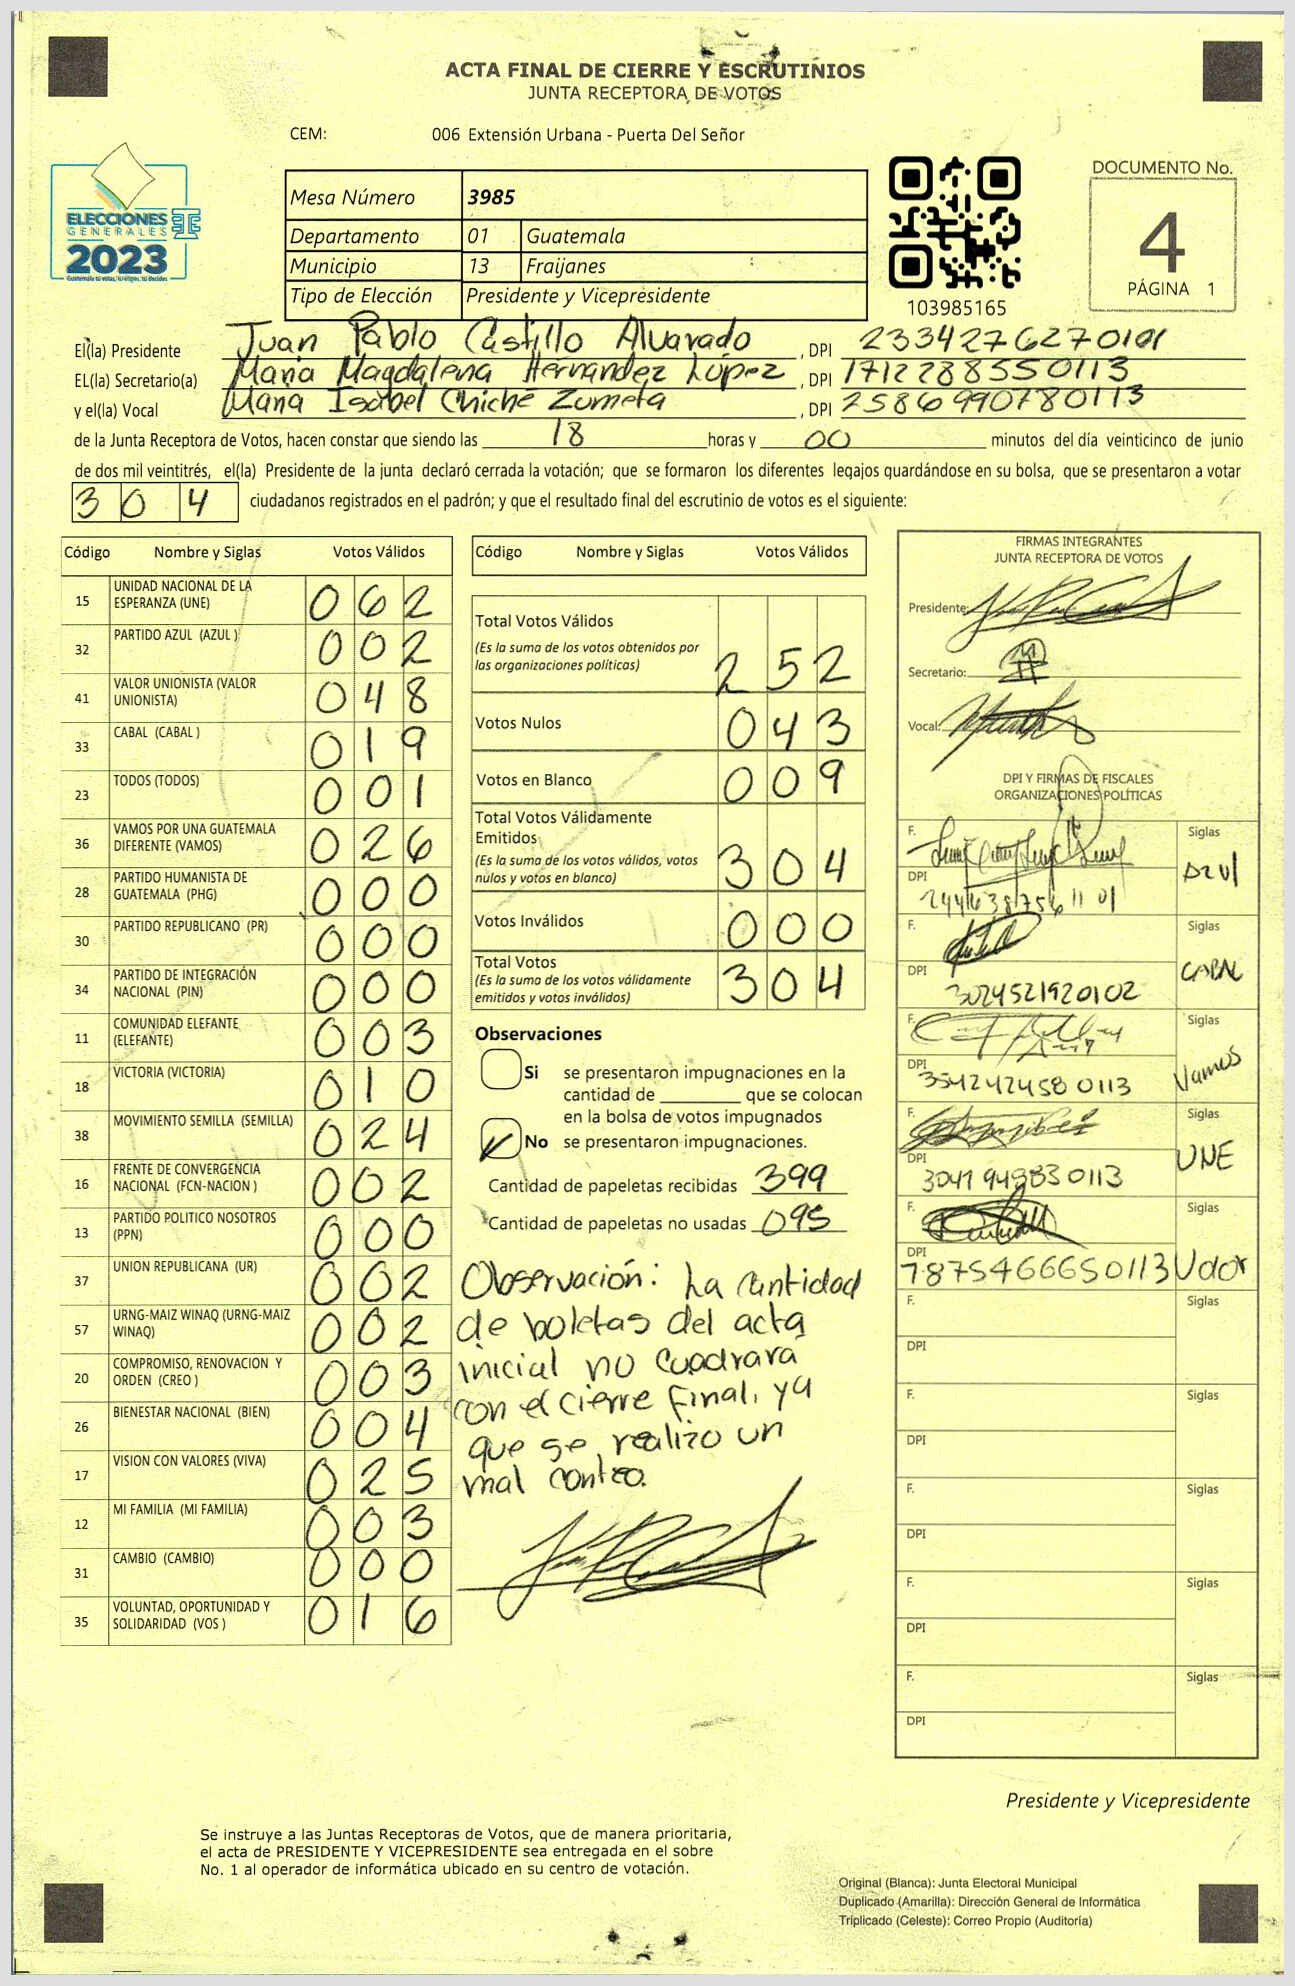 ACTA FINAL DE CIERRE Y ESCRUTINIOS
JUNTA RECEPTORA DE VOTOS
CEM: 006 Extensión Urbana - Puerta Del Señor
ELECCIONES
GENERALES
2023
Guatemala tú votas, tú eliges, tú decides
Mesa Número 3985
Departamento 01 Guatemala
Municipio 13 Fraijanes
Tipo de Elección Presidente y Vicepresidente
103985165
DOCUMENTO No.
4
PÁGINA 1
El(la) Presidente Juan Pablo Castillo Alvarado , DPI 2334276270101
EL(la) Secretario(a) Maria Magdalena Hernandez López , DPI 1712288550113
y el(la) Vocal Maria Isabel Chiché Zumeta , DPI 2586990780113
de la Junta Receptora de Votos, hacen constar que siendo las 18 horas y 00 minutos del día veinticinco de junio
de dos mil veintitrés, el(la) Presidente de la junta declaró cerrada la votación; que se formaron los diferentes legajos guardándose en su bolsa, que se presentaron a votar
304 ciudadanos registrados en el padrón; y que el resultado final del escrutinio de votos es el siguiente:
Código Nombre y Siglas Votos Válidos
15 UNIDAD NACIONAL DE LA ESPERANZA (UNE) 062
32 PARTIDO AZUL (AZUL ) 002
41 VALOR UNIONISTA (VALOR UNIONISTA) 048
33 CABAL (CABAL ) 019
23 TODOS (TODOS) 001
36 VAMOS POR UNA GUATEMALA DIFERENTE (VAMOS) 026
28 PARTIDO HUMANISTA DE GUATEMALA (PHG) 000
30 PARTIDO REPUBLICANO (PR) 000
34 PARTIDO DE INTEGRACIÓN NACIONAL (PIN) 000
11 COMUNIDAD ELEFANTE (ELEFANTE) 003
18 VICTORIA (VICTORIA) 010
38 MOVIMIENTO SEMILLA (SEMILLA) 024
16 FRENTE DE CONVERGENCIA NACIONAL (FCN-NACION ) 002
13 PARTIDO POLITICO NOSOTROS (PPN) 000
37 UNION REPUBLICANA (UR) 002
57 URNG-MAIZ WINAQ (URNG-MAIZ WINAQ) 002
20 COMPROMISO, RENOVACION Y ORDEN (CREO ) 003
26 BIENESTAR NACIONAL (BIEN) 004
17 VISION CON VALORES (VIVA) 025
12 MI FAMILIA (MI FAMILIA) 003
31 CAMBIO (CAMBIO) 000
35 VOLUNTAD, OPORTUNIDAD Y SOLIDARIDAD (VOS ) 016
Código Nombre y Siglas Votos Válidos
Total Votos Válidos
(Es la suma de los votos obtenidos por
las organizaciones políticas) 252
Votos Nulos 043
Votos en Blanco 009
Total Votos Válidamente
Emitidos
(Es la suma de los votos válidos, votos
nulos y votos en blanco) 304
Votos Inválidos 000
Total Votos
(Es la suma de los votos válidamente
emitidos y votos inválidos) 304
Observaciones
Si se presentaron impugnaciones en la
cantidad de ________ que se colocan
en la bolsa de votos impugnados
No se presentaron impugnaciones.
Cantidad de papeletas recibidas 399
Cantidad de papeletas no usadas 095
Observación: La cantidad
de boletas del acta
inicial no cuadrara
con el cierre final, ya
que se realizo un
mal conteo.
FIRMAS INTEGRANTES
JUNTA RECEPTORA DE VOTOS
Presidente:
Secretario:
Vocal:
DPI Y FIRMAS DE FISCALES
ORGANIZACIONES POLÍTICAS
F. Siglas
DPI Azul
F. Siglas
DPI 3024521920102 CABAL
F. Siglas
DPI 3542424580113 Vamos
F. Siglas
DPI 3041949830113 UNE
F. Siglas
DPI 7875466650113
F. Siglas
DPI
F. Siglas
DPI
F. Siglas
DPI
F. Siglas
DPI
F. Siglas
DPI
Presidente y Vicepresidente
Se instruye a las Juntas Receptoras de Votos, que de manera prioritaria,
el acta de PRESIDENTE Y VICEPRESIDENTE sea entregada en el sobre
No. 1 al operador de informática ubicado en su centro de votación.
Original (Blanca): Junta Electoral Municipal
Duplicado (Amarilla): Dirección General de Informática
Triplicado (Celeste): Correo Propio (Auditoría)